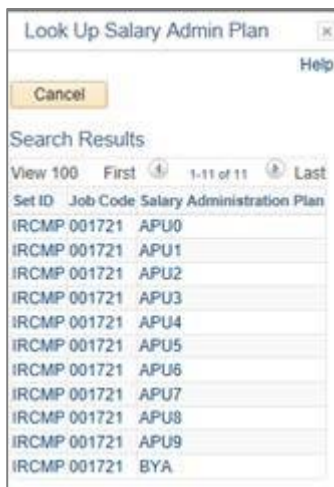 Look Up Salary Admin Plan
Help
Cancel
Search Results
View 100 First 1-11 of 11 Last
Set ID Job Code Salary Administration Plan
IRCMP 001721 APU0
IRCMP 001721 APU1
IRCMP 001721 APU2
IRCMP 001721 APU3
IRCMP 001721 APU4
IRCMP 001721 APU5
IRCMP 001721 APU6
IRCMP 001721 APU7
IRCMP 001721 APU8
IRCMP 001721 APU9
IRCMP 001721 BYA